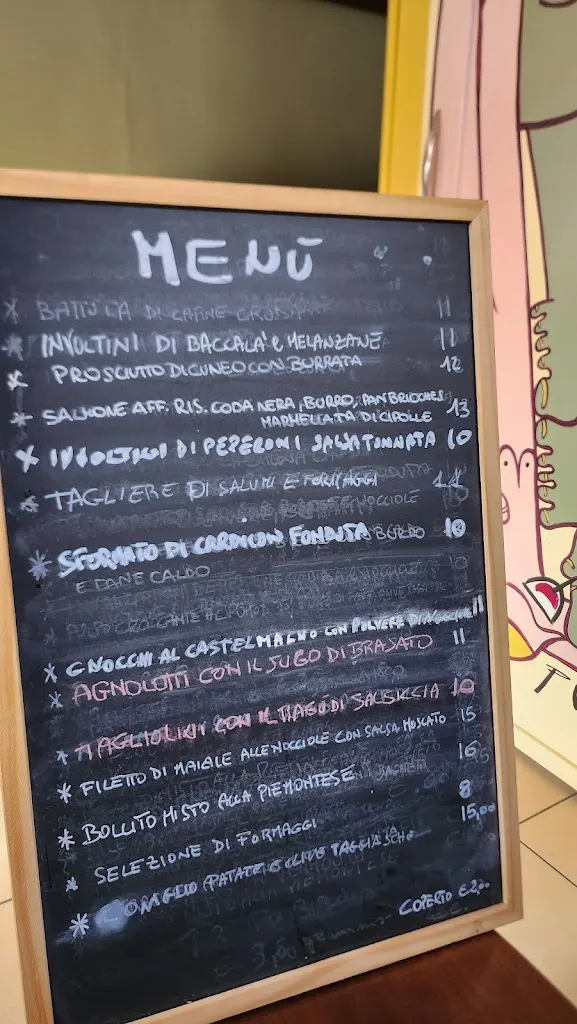 MENÙ
* BATTUTA DI CARNE CRUDA 11
* INVOLTINI DI BACCALA' e MELANZANE 11
* PROSCIUTTO DI CUNEO CON BURRATA 12
* SALMONE AFF. RIS. CODA NERA, BURRO, PAN BRIOCHES 13
MARMELLATA DI CIPOLLE
* INVOLTINI DI PEPERONI SALSA TONNATA 10
* TAGLIERE DI SALUMI E FORMAGGI 11
* SFORMATO DI CARDI CON FONDUTA 10
E PANE CALDO
* GNOCCHI AL CASTELMAGNO CON POLVERE DI NOCCIOLE 11
* AGNOLOTTI CON IL SUGO DI BRASATO 11
* TAGLIOLINI CON IL RAGÚ DI SALSICCIA 10
* FILETTO DI MAIALE ALLE NOCCIOLE CON SALSA MOSCATO 15
* BOLLITO MISTO ALLA PIEMONTESE 16
* SELEZIONE DI FORMAGGI 8
* CONIGLIO PATATE E OLIVE TAGGIASCHE 15,00
COPERTO € 2,00